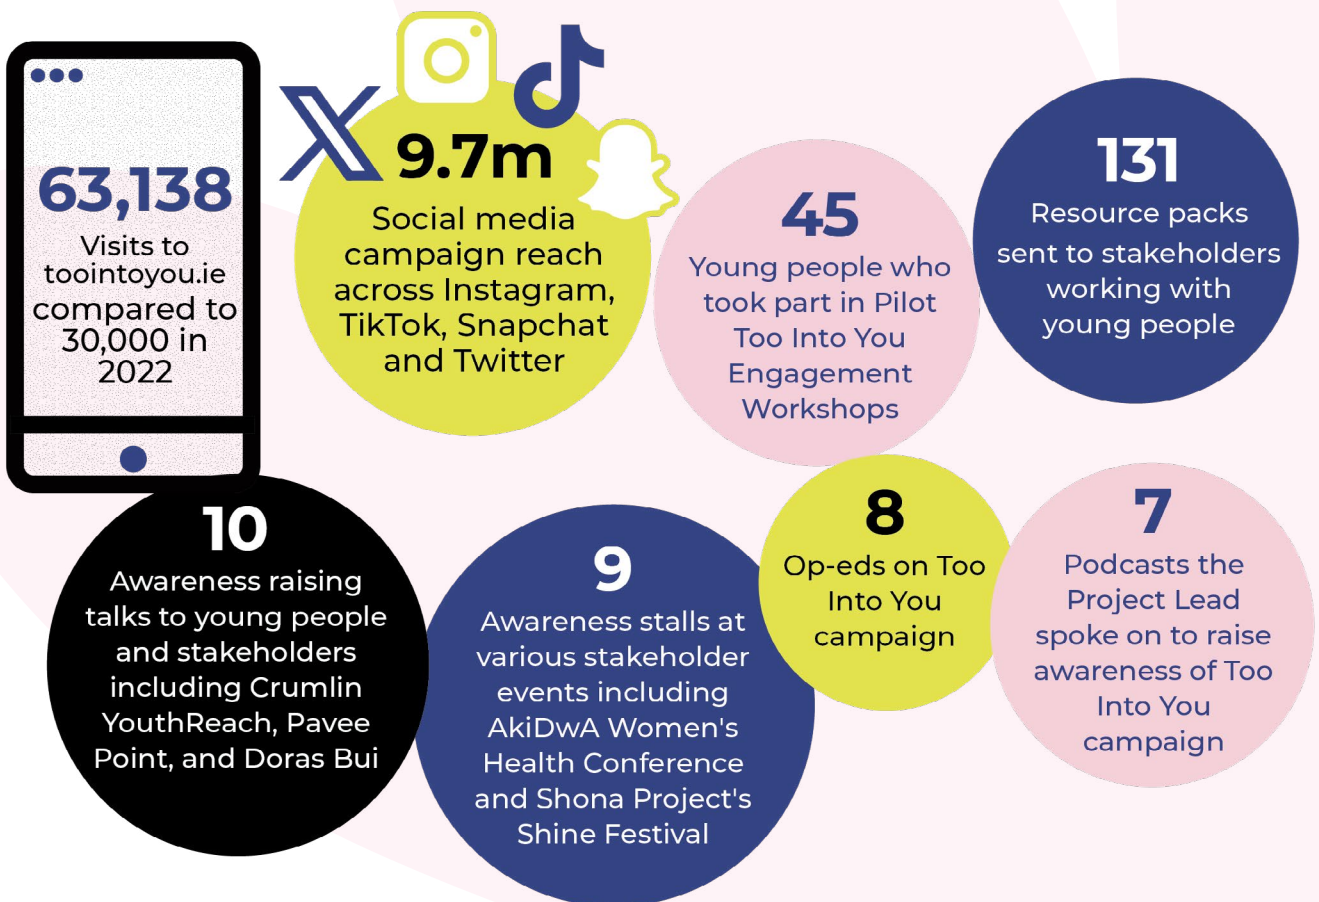 63,138
Visits to
toointoyou.ie
compared to
30,000 in
2022
9.7m
Social media
campaign reach
across Instagram,
TikTok, Snapchat
and Twitter
45
Young people who
took part in Pilot
Too Into You
Engagement
Workshops
131
Resource packs
sent to stakeholders
working with
young people
10
Awareness raising
talks to young people
and stakeholders
including Crumlin
YouthReach, Pavee
Point, and Doras Bui
9
Awareness stalls at
various stakeholder
events including
AkiDwA Women's
Health Conference
and Shona Project's
Shine Festival
8
Op-eds on Too
Into You
campaign
7
Podcasts the
Project Lead
spoke on to raise
awareness of Too
Into You
campaign